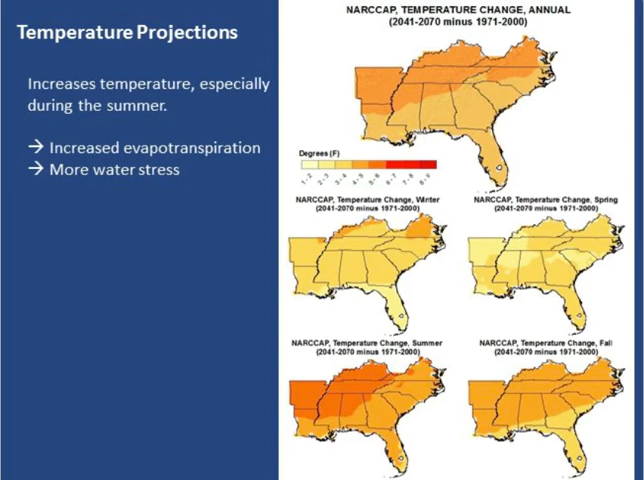 Temperature Projections
Increases temperature, especially
during the summer.
→ Increased evapotranspiration
→ More water stress
NARCCAP, TEMPERATURE CHANGE, ANNUAL
(2041-2070 minus 1971-2000)
Degrees (F)
1 - 2
2 - 3
3 - 4
4 - 5
5 - 6
6 - 7
7 - 8
8 - 9
NARCCAP, Temperature Change, Winter
(2041-2070 minus 1971-2000)
NARCCAP, Temperature Change, Spring
(2041-2070 minus 1971-2000)
NARCCAP, Temperature Change, Summer
(2041-2070 minus 1971-2000)
NARCCAP, Temperature Change, Fall
(2041-2070 minus 1971-2000)